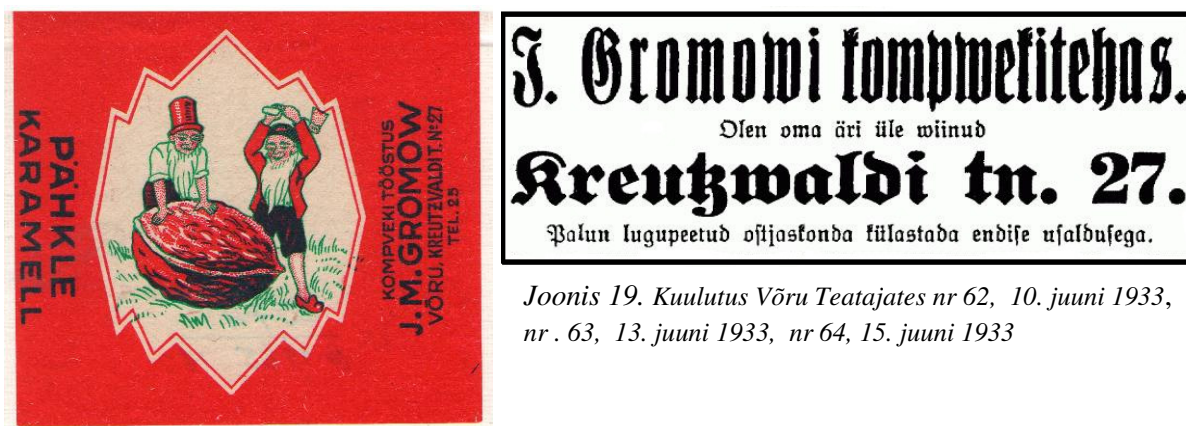 PÄHKLE
KARAMELL
KOMPVEKI TÖÖSTUS
J. M. GROMOW
VÕRU, KREUTZWALDI T. № 27
TEL. 25
J. Gromowi kompwekitehas.
Olen oma äri üle wiinud
Kreutzwaldi tn. 27.
Palun lugupeetud ostjaskonda külastada endise usaldusega.
Joonis 19. Kuulutus Võru Teatajates nr 62, 10. juuni 1933,
nr . 63, 13. juuni 1933, nr 64, 15. juuni 1933